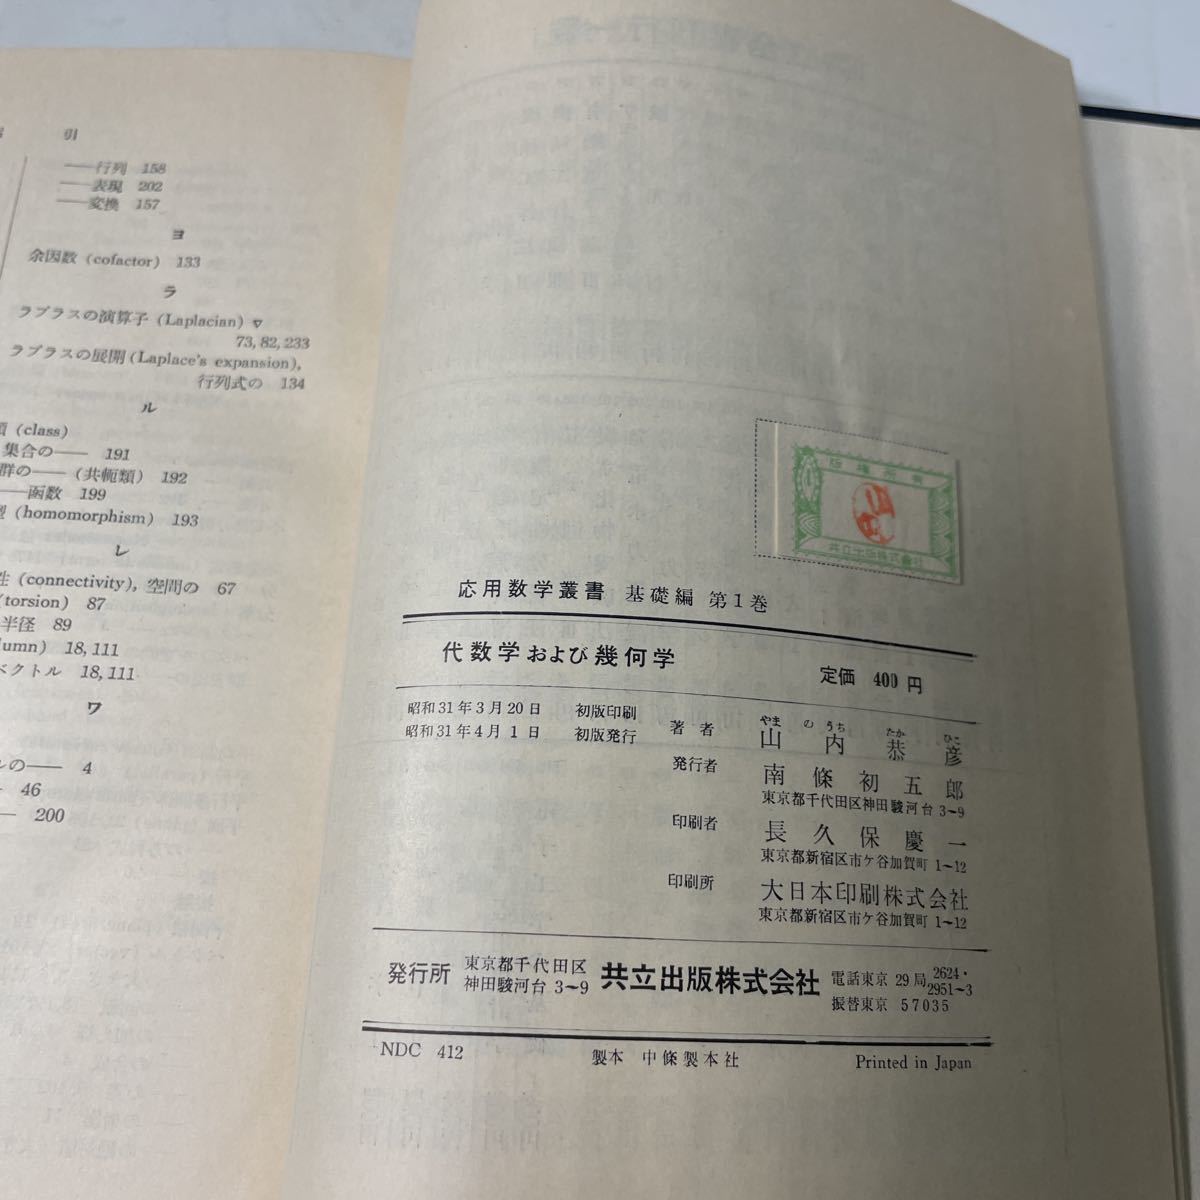 引
——行列 158
——表現 202
——変換 157
ヨ
余因数 (cofactor) 133
ラ
ラプラスの演算子 (Laplacian) ▽
73, 82, 233
ラプラスの展開 (Laplace's expansion),
行列式の 134
ル
(class)
集合の—— 191
群の—— (共軛類) 192
——函数 199
(homomorphism) 193
レ
性 (connectivity), 空間の 67
(torsion) 87
半径 89
18, 111
ベクトル 18, 111
ワ
ルの—— 4
46
—— 200
版権所有
共立出版株式会社
応用数学叢書 基礎編 第1巻
代数学および幾何学
定価 400円
昭和31年3月20日 初版印刷
昭和31年4月1日 初版発行
著者
やま の うち たか ひこ
山内恭彦
発行者 南條初五郎
東京都千代田区神田駿河台 3~9
印刷者 長久保慶一
東京都新宿区市ケ谷加賀町 1~12
印刷所 大日本印刷株式会社
東京都新宿区市ケ谷加賀町 1~12
発行所
東京都千代田区
神田駿河台 3~9
共立出版株式会社
電話東京 29局 2624・
2951~3
振替東京 57035
NDC 412
製本 中條製本社
Printed in Japan